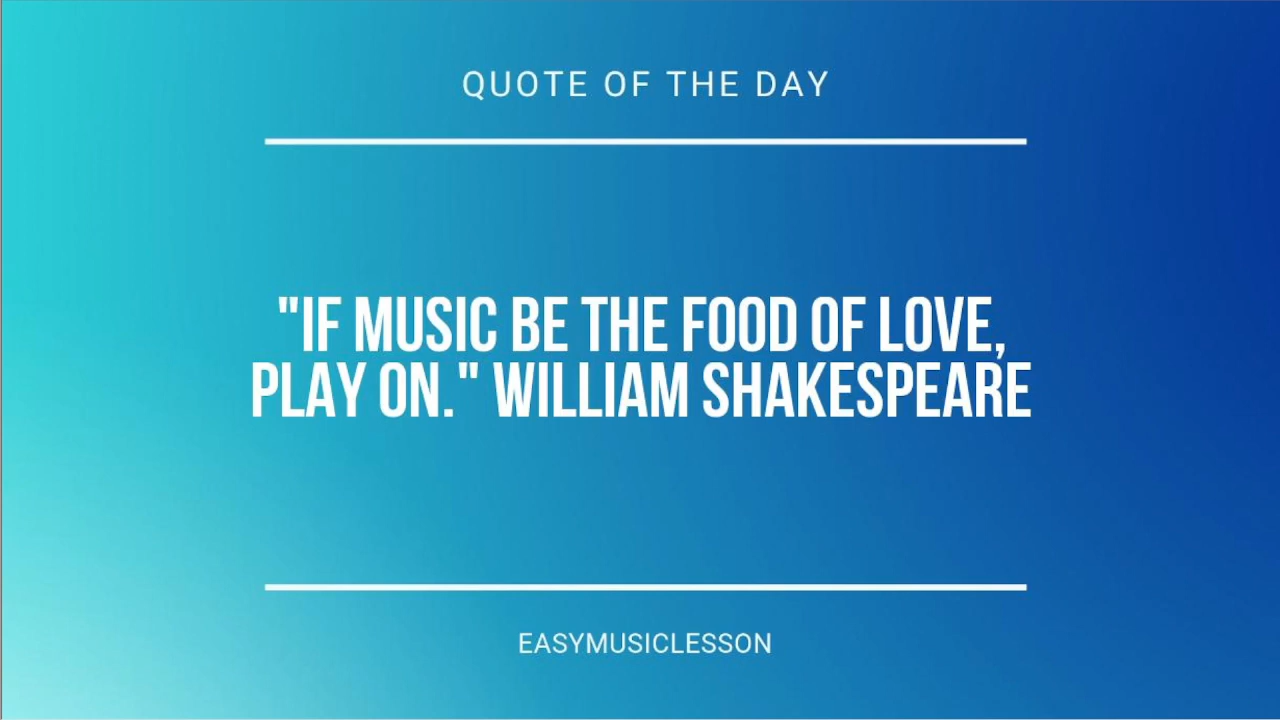 QUOTE OF THE DAY
"IF MUSIC BE THE FOOD OF LOVE,
PLAY ON." WILLIAM SHAKESPEARE
EASYMUSICLESSON